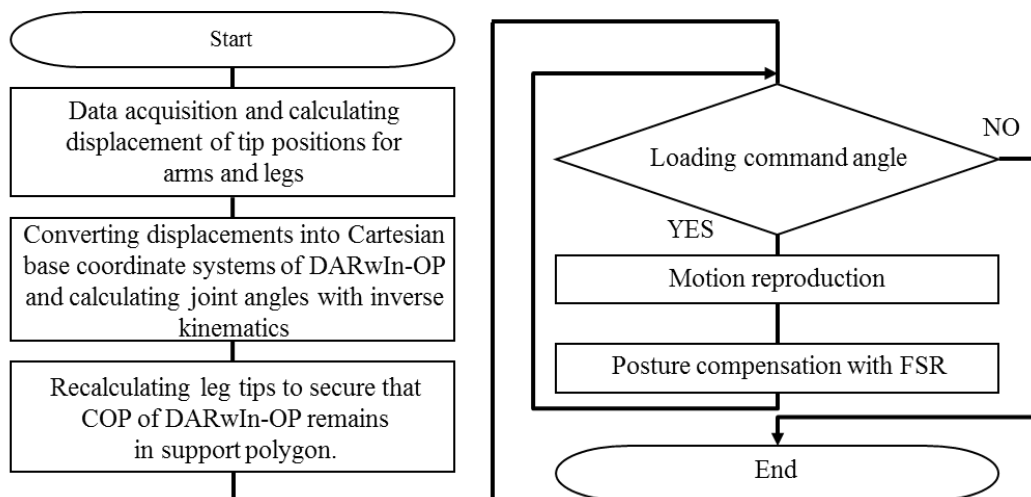 Start
Data acquisition and calculating
displacement of tip positions for
arms and legs
Converting displacements into Cartesian
base coordinate systems of DARwIn-OP
and calculating joint angles with inverse
kinematics
Recalculating leg tips to secure that
COP of DARwIn-OP remains
in support polygon.
Loading command angle
NO
YES
Motion reproduction
Posture compensation with FSR
End